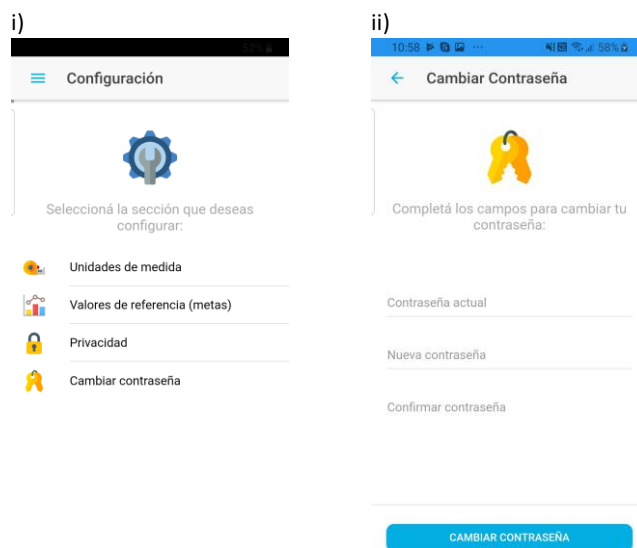 i)
52%
Configuración
Seleccioná la sección que deseas
configurar:
Unidades de medida
Valores de referencia (metas)
Privacidad
Cambiar contraseña
ii)
10:58 ... 58%
Cambiar Contraseña
Completá los campos para cambiar tu
contraseña:
Contraseña actual
Nueva contraseña
Confirmar contraseña
CAMBIAR CONTRASEÑA